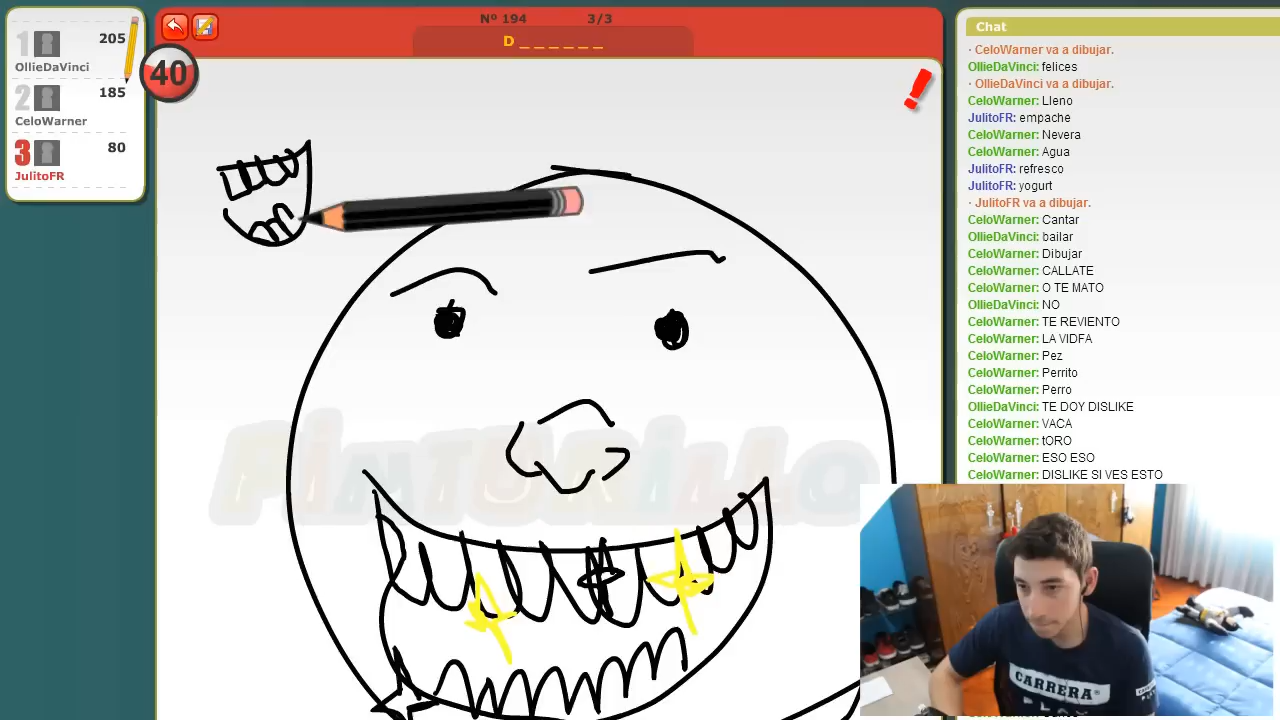 Nº 194 3/3
D _ _ _ _ _ _
40
1 205
OllieDaVinci
2 185
CeloWarner
3 80
JulitoFR
Chat
· CeloWarner va a dibujar.
OllieDaVinci: felices
· OllieDaVinci va a dibujar.
CeloWarner: Lleno
JulitoFR: empache
CeloWarner: Nevera
CeloWarner: Agua
JulitoFR: refresco
JulitoFR: yogurt
· JulitoFR va a dibujar.
CeloWarner: Cantar
OllieDaVinci: bailar
CeloWarner: Dibujar
CeloWarner: CALLATE
CeloWarner: O TE MATO
OllieDaVinci: NO
CeloWarner: TE REVIENTO
CeloWarner: LA VIDFA
CeloWarner: Pez
CeloWarner: Perrito
CeloWarner: Perro
OllieDaVinci: TE DOY DISLIKE
CeloWarner: VACA
CeloWarner: tORO
CeloWarner: ESO ESO
CeloWarner: DISLIKE SI VES ESTO
PiNTURILLO
CARRERA